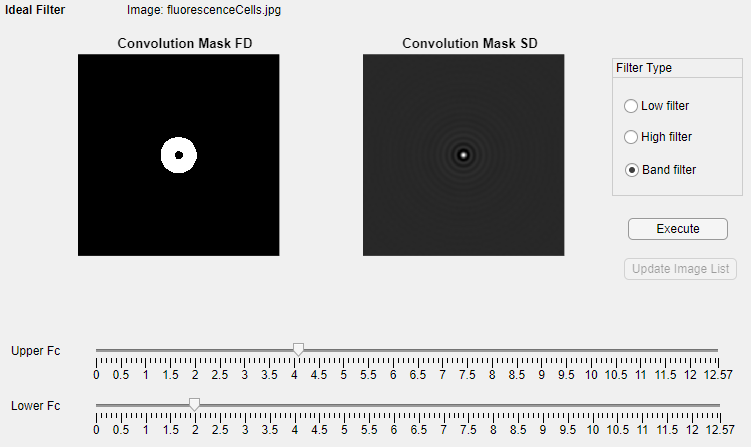 Ideal Filter Image: fluorescenceCells.jpg
Convolution Mask FD Convolution Mask SD
Filter Type
Low filter
High filter
Band filter
Execute
Update Image List
Upper Fc
0 0.5 1 1.5 2 2.5 3 3.5 4 4.5 5 5.5 6 6.5 7 7.5 8 8.5 9 9.5 10 10.5 11 11.5 12 12.57
Lower Fc
0 0.5 1 1.5 2 2.5 3 3.5 4 4.5 5 5.5 6 6.5 7 7.5 8 8.5 9 9.5 10 10.5 11 11.5 12 12.57